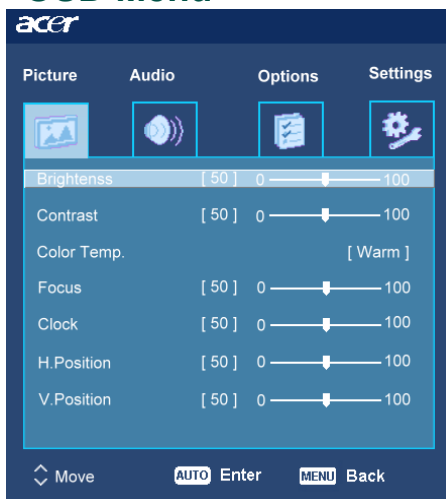 acer
Picture Audio Options Settings
Brightenss [ 50 ] 0 100
Contrast [ 50 ] 0 100
Color Temp. [ Warm ]
Focus [ 50 ] 0 100
Clock [ 50 ] 0 100
H.Position [ 50 ] 0 100
V.Position [ 50 ] 0 100
Move AUTO Enter MENU Back